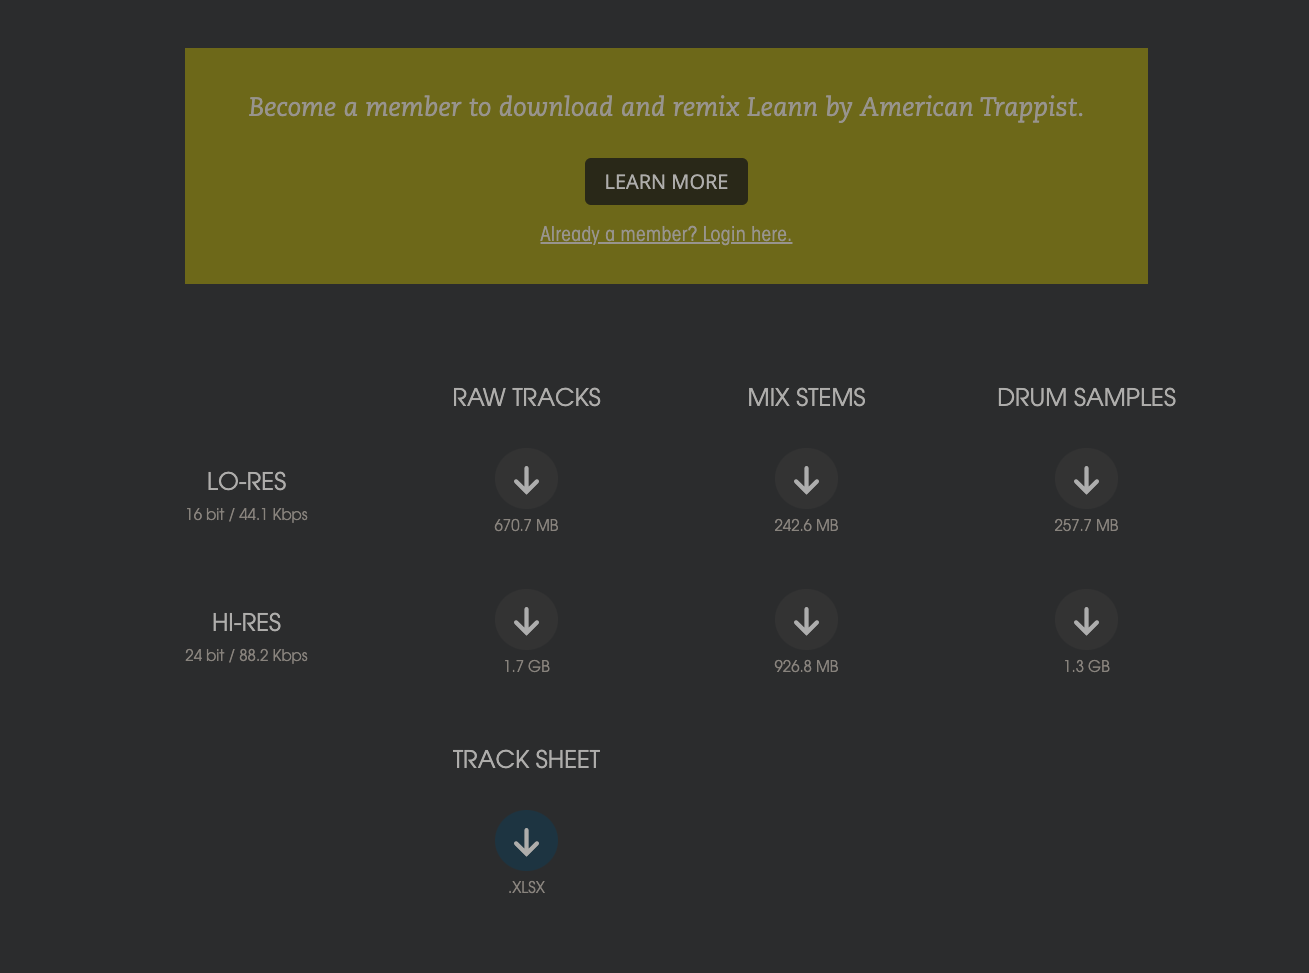 Become a member to download and remix Leann by American Trappist.
LEARN MORE
Already a member? Login here.
RAW TRACKS MIX STEMS DRUM SAMPLES
LO-RES
16 bit / 44.1 Kbps
670.7 MB 242.6 MB 257.7 MB
HI-RES
24 bit / 88.2 Kbps
1.7 GB 926.8 MB 1.3 GB
TRACK SHEET
.XLSX